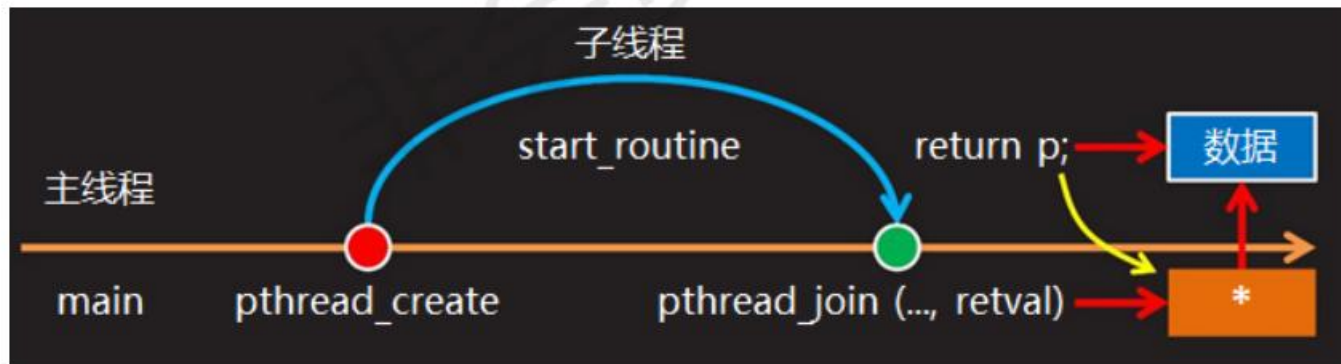 子线程
start_routine
return p;
数据
主线程
main
pthread_create
pthread_join (..., retval)
*